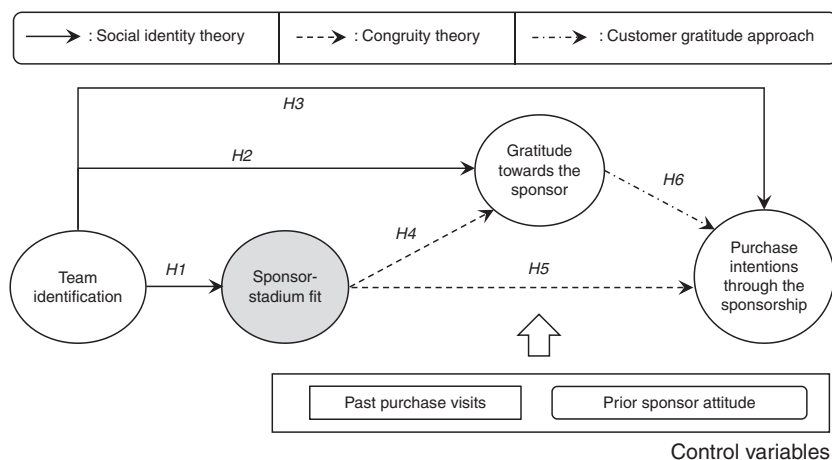 : Social identity theory
: Congruity theory
: Customer gratitude approach
H3
H2
Gratitude
towards the
sponsor
H6
H4
Team
identification
H1
Sponsor-
stadium fit
H5
Purchase
intentions
through the
sponsorship
Past purchase visits
Prior sponsor attitude
Control variables